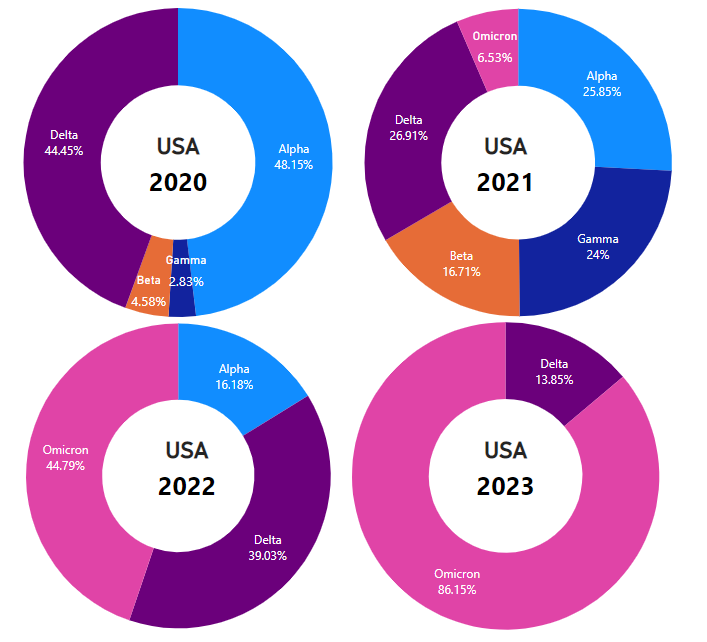 USA
2020
Alpha
48.15%
Gamma
2.83%
Beta
4.58%
Delta
44.45%
USA
2021
Alpha
25.85%
Gamma
24%
Beta
16.71%
Delta
26.91%
Omicron
6.53%
USA
2022
Alpha
16.18%
Delta
39.03%
Omicron
44.79%
USA
2023
Delta
13.85%
Omicron
86.15%